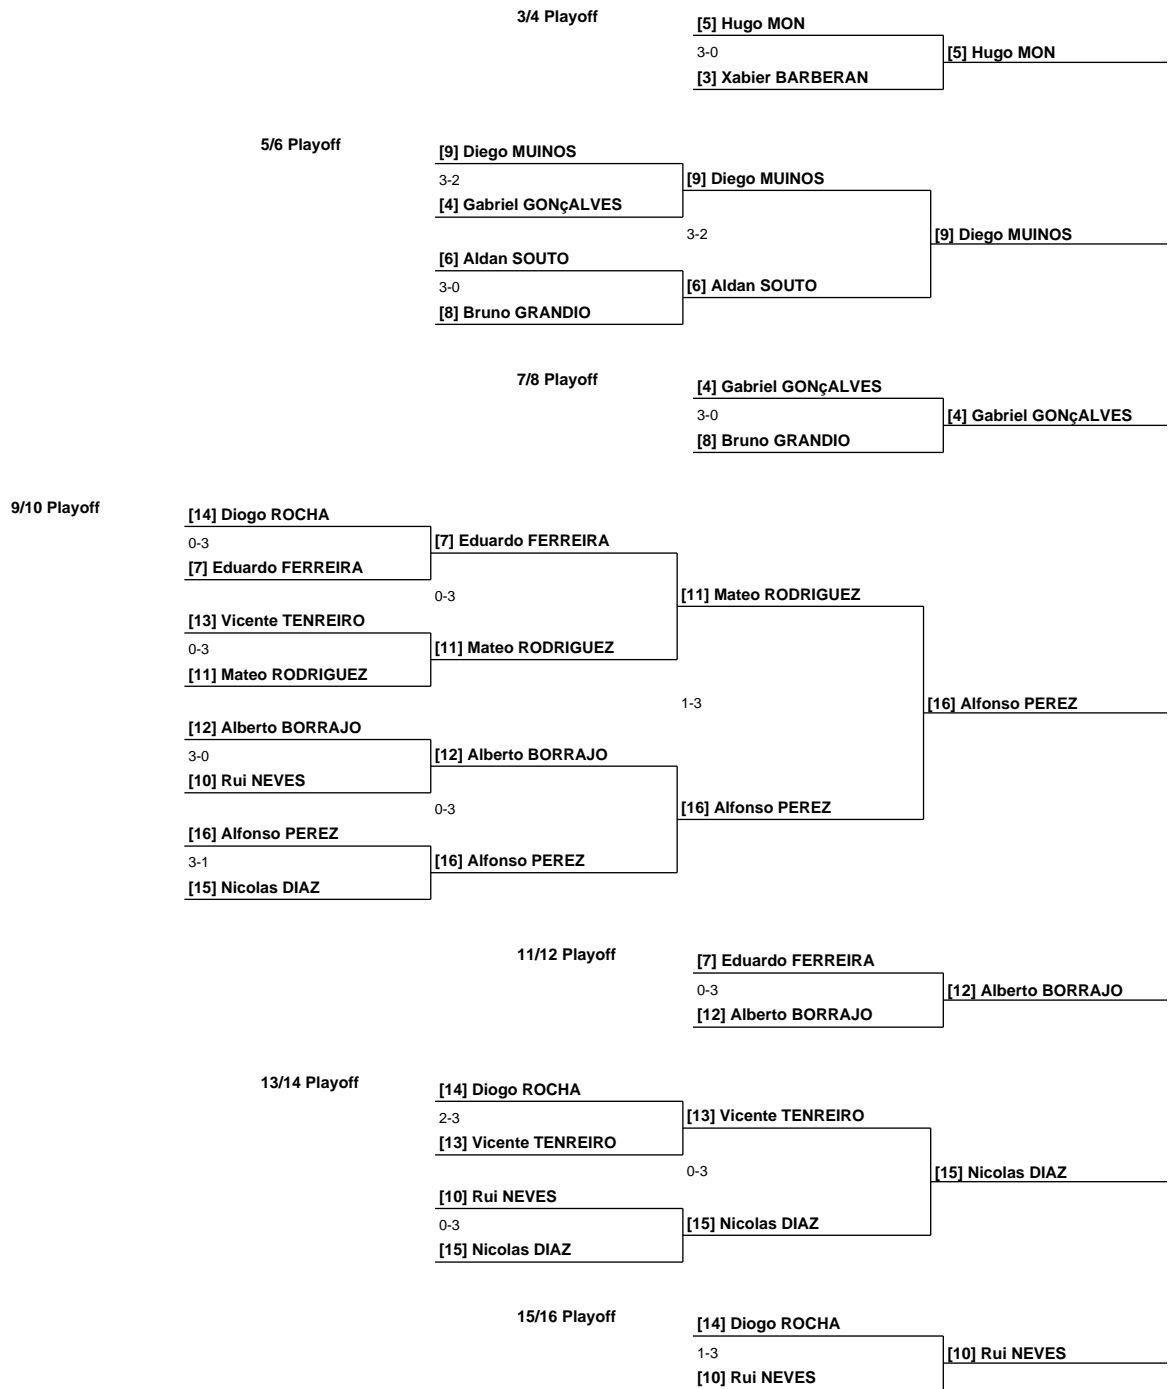 3/4 Playoff
[5] Hugo MON
3-0
[5] Hugo MON
[3] Xabier BARBERAN
5/6 Playoff
[9] Diego MUINOS
3-2
[9] Diego MUINOS
[4] Gabriel GONçALVES
3-2
[9] Diego MUINOS
[6] Aldan SOUTO
3-0
[6] Aldan SOUTO
[8] Bruno GRANDIO
7/8 Playoff
[4] Gabriel GONçALVES
3-0
[4] Gabriel GONçALVES
[8] Bruno GRANDIO
9/10 Playoff
[14] Diogo ROCHA
0-3
[7] Eduardo FERREIRA
[7] Eduardo FERREIRA
0-3
[11] Mateo RODRIGUEZ
[13] Vicente TENREIRO
0-3
[11] Mateo RODRIGUEZ
[11] Mateo RODRIGUEZ
1-3
[16] Alfonso PEREZ
[12] Alberto BORRAJO
3-0
[12] Alberto BORRAJO
[10] Rui NEVES
0-3
[16] Alfonso PEREZ
[16] Alfonso PEREZ
3-1
[16] Alfonso PEREZ
[15] Nicolas DIAZ
11/12 Playoff
[7] Eduardo FERREIRA
0-3
[12] Alberto BORRAJO
[12] Alberto BORRAJO
13/14 Playoff
[14] Diogo ROCHA
2-3
[13] Vicente TENREIRO
[13] Vicente TENREIRO
0-3
[15] Nicolas DIAZ
[10] Rui NEVES
0-3
[15] Nicolas DIAZ
[15] Nicolas DIAZ
15/16 Playoff
[14] Diogo ROCHA
1-3
[10] Rui NEVES
[10] Rui NEVES